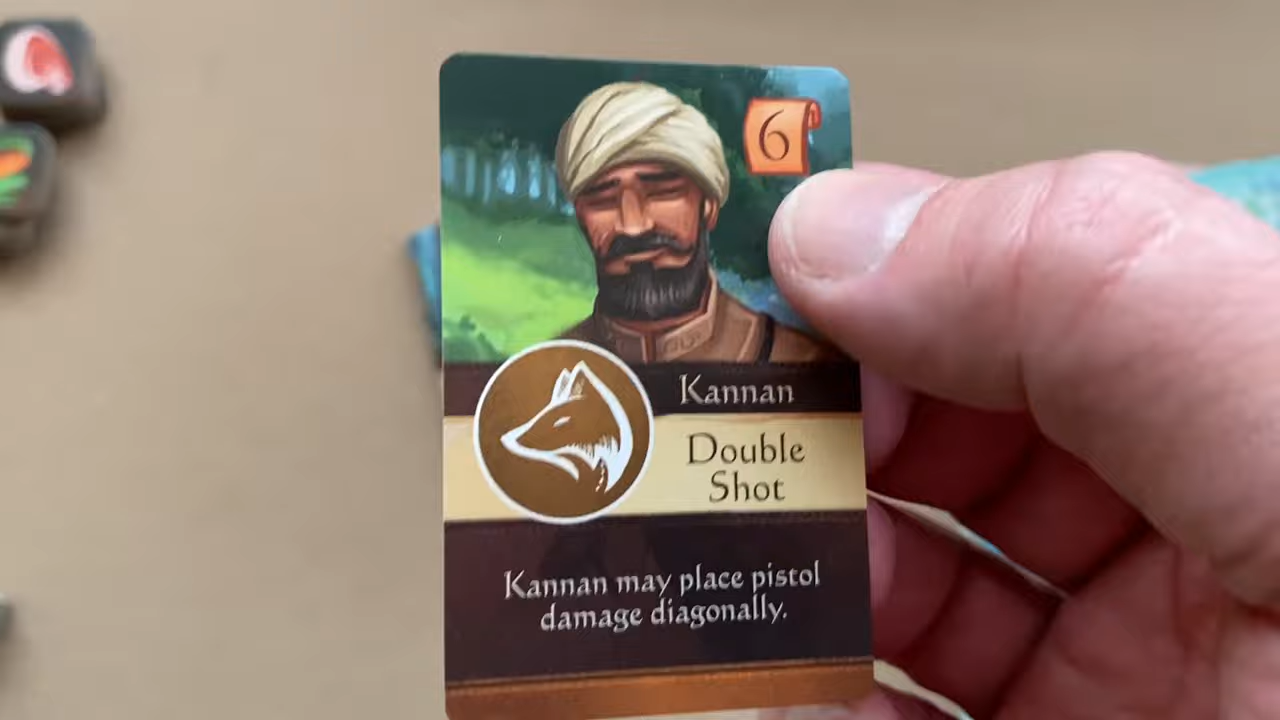 6
Kannan
Double
Shot
Kannan may place pistol
damage diagonally.